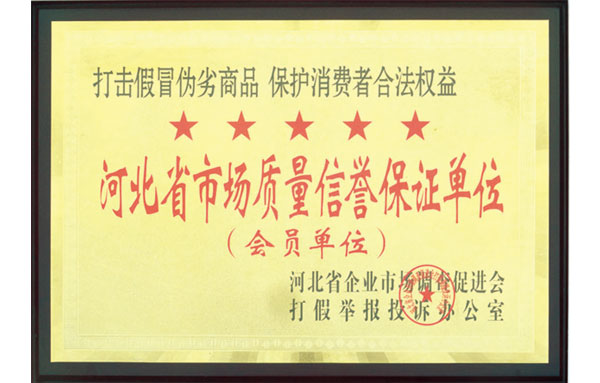 打击假冒伪劣商品 保护消费者合法权益
河北省市场质量信誉保证单位
(会员单位)
河北省企业市场调查促进会
打假举报投诉办公室